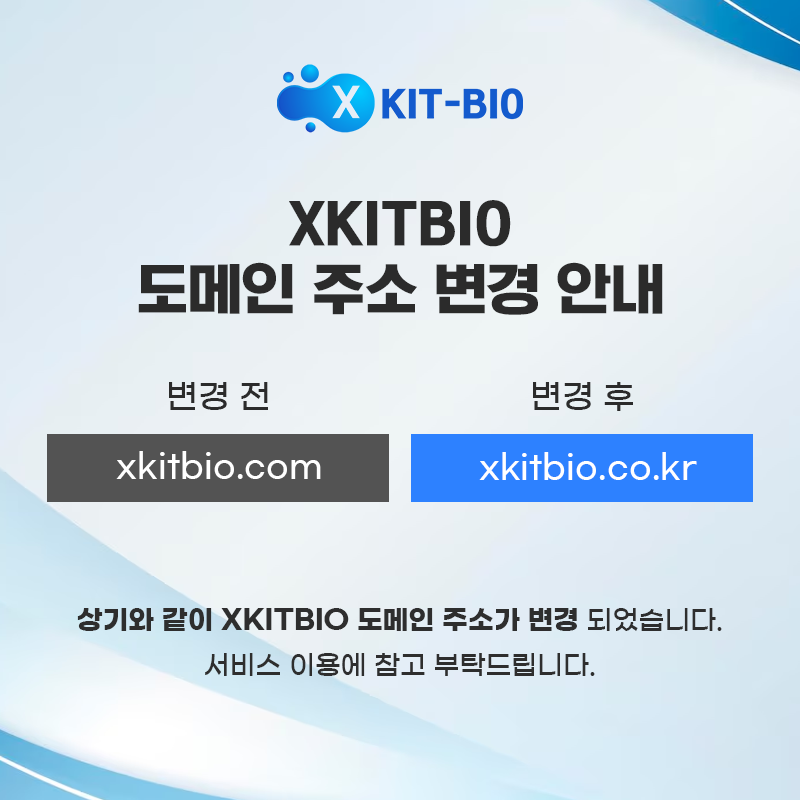 X KIT-BIO
XKITBIO
도메인 주소 변경 안내
변경 전
변경 후
xkitbio.com
xkitbio.co.kr
상기와 같이 XKITBIO 도메인 주소가 변경 되었습니다.
서비스 이용에 참고 부탁드립니다.